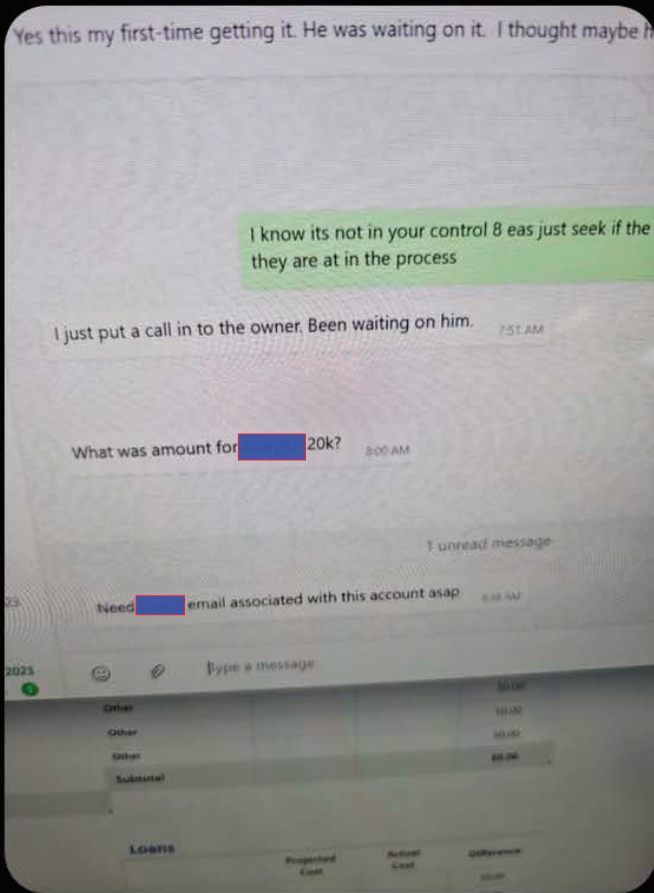 Yes this my first-time getting it. He was waiting on it. I thought maybe h
I know its not in your control 8 eas just seek if the
they are at in the process
I just put a call in to the owner. Been waiting on him.
7:51 AM
What was amount for 20k?
8:00 AM
1 unread message
Need email associated with this account asap
AM
2023
Type a message
Other
Other
Other
Subtotal
Loans
Projected Actual Difference
Cost Cost